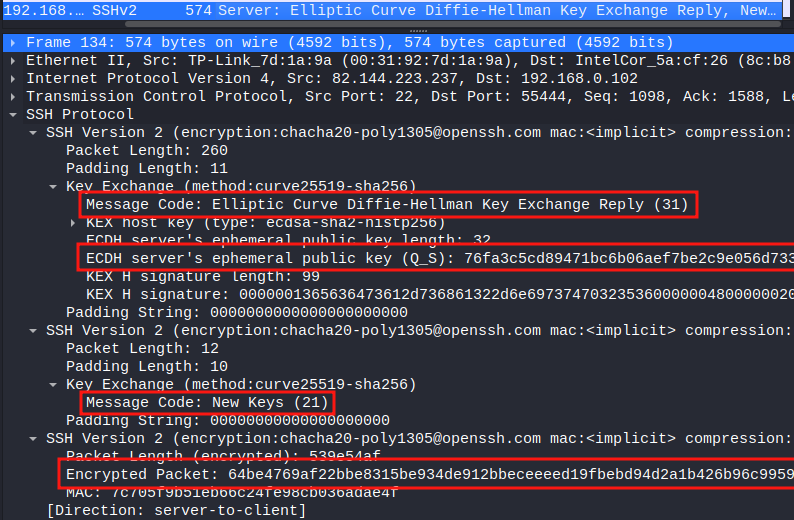 192.168.... SSHv2 574 Server: Elliptic Curve Diffie-Hellman Key Exchange Reply, New...
Frame 134: 574 bytes on wire (4592 bits), 574 bytes captured (4592 bits)
Ethernet II, Src: TP-Link_7d:1a:9a (00:31:92:7d:1a:9a), Dst: IntelCor_5a:cf:26 (8c:b8
Internet Protocol Version 4, Src: 82.144.223.237, Dst: 192.168.0.102
Transmission Control Protocol, Src Port: 22, Dst Port: 55444, Seq: 1098, Ack: 1588, Le
SSH Protocol
SSH Version 2 (encryption:chacha20-poly1305@openssh.com mac:<implicit> compression:
Packet Length: 260
Padding Length: 11
Key Exchange (method:curve25519-sha256)
Message Code: Elliptic Curve Diffie-Hellman Key Exchange Reply (31)
KEX host key (type: ecdsa-sha2-nistp256)
ECDH server's ephemeral public key length: 32
ECDH server's ephemeral public key (Q_S): 76fa3c5cd89471bc6b06aef7be2c9e056d733
KEX H signature length: 99
KEX H signature: 0000001365636473612d736861322d6e69737470323536000000480000002​0
Padding String: 0000000000000000000000
SSH Version 2 (encryption:chacha20-poly1305@openssh.com mac:<implicit> compression:
Packet Length: 12
Padding Length: 10
Key Exchange (method:curve25519-sha256)
Message Code: New Keys (21)
Padding String: 00000000000000000000
SSH Version 2 (encryption:chacha20-poly1305@openssh.com mac:<implicit> compression:
Packet Length (encrypted): 539e54af
Encrypted Packet: 64be4769af22bbe8315be934de912bbeceeeed19fbebd94d2a1b426b96c9959
MAC: 7c705f9b51eb66c24fe98cb036adae4f
[Direction: server-to-client]